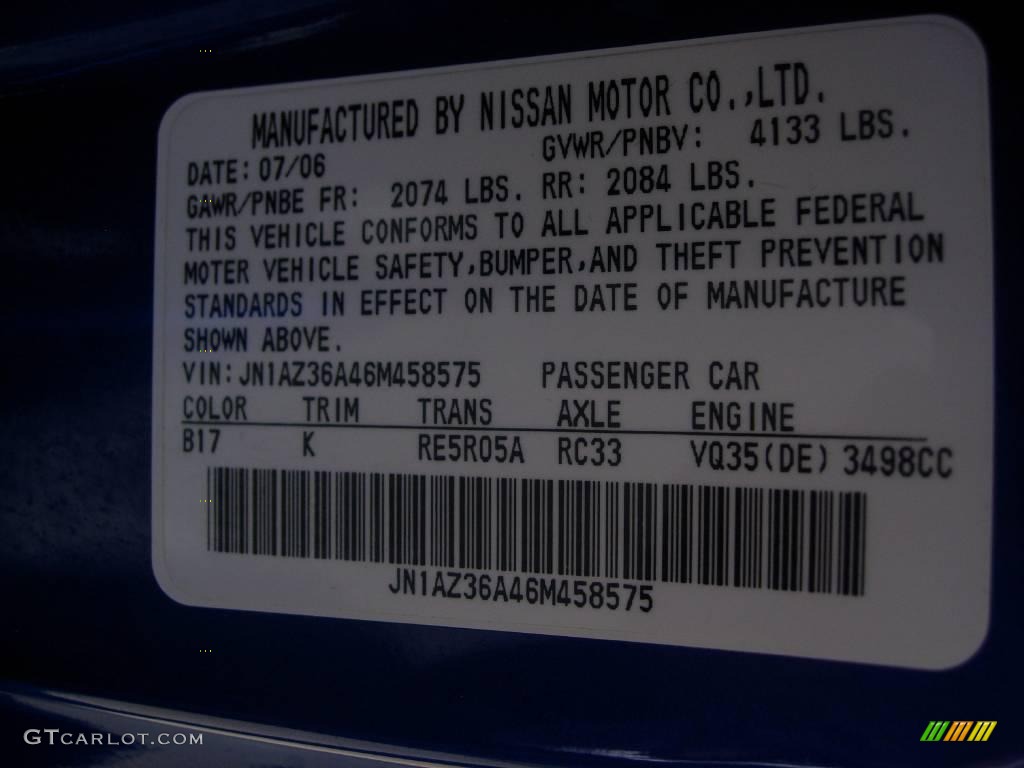 MANUFACTURED BY NISSAN MOTOR CO.,LTD.
DATE: 07/06 GVWR/PNBV: 4133 LBS.
GAWR/PNBE FR: 2074 LBS. RR: 2084 LBS.
THIS VEHICLE CONFORMS TO ALL APPLICABLE FEDERAL
MOTER VEHICLE SAFETY,BUMPER,AND THEFT PREVENTION
STANDARDS IN EFFECT ON THE DATE OF MANUFACTURE
SHOWN ABOVE.
VIN:JN1AZ36A46M458575 PASSENGER CAR
COLOR TRIM TRANS AXLE ENGINE
B17 K RE5R05A RC33 VQ35(DE) 3498CC
JN1AZ36A46M458575
GTCARLOT.COM